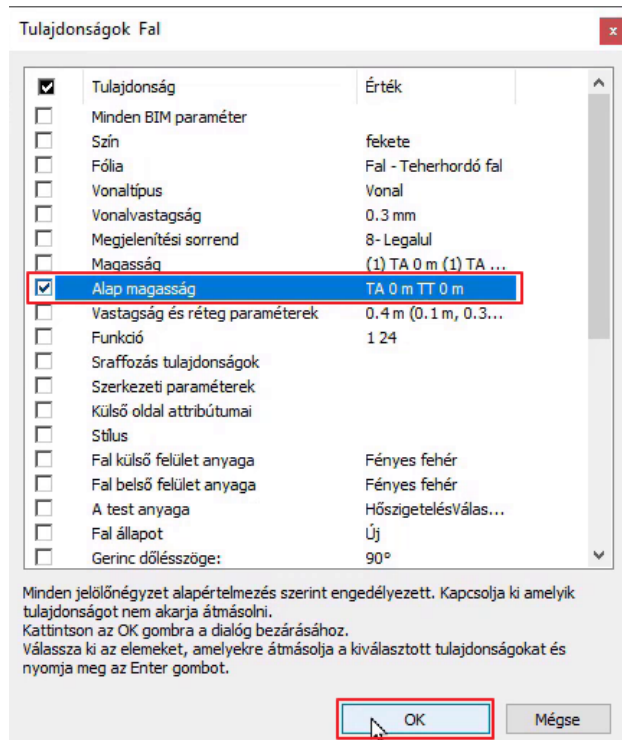 Tulajdonságok Fal
x
Tulajdonság Érték
Minden BIM paraméter
Szín fekete
Fólia Fal - Teherhordó fal
Vonaltípus Vonal
Vonalvastagság 0.3 mm
Megjelenítési sorrend 8- Legalul
Magasság (1) TA 0 m (1) TA ...
Alap magasság TA 0 m TT 0 m
Vastagság és réteg paraméterek 0.4 m (0.1 m, 0.3...
Funkció 1 24
Sraffozás tulajdonságok
Szerkezeti paraméterek
Külső oldal attribútumai
Stílus
Fal külső felület anyaga Fényes fehér
Fal belső felület anyaga Fényes fehér
A test anyaga HőszigetelésVálas...
Fal állapot Új
Gerinc dőlésszöge: 90°
Minden jelölőnégyzet alapértelmezés szerint engedélyezett. Kapcsolja ki amelyik
tulajdonságot nem akarja átmásolni.
Kattintson az OK gombra a dialóg bezárásához.
Válassza ki az elemeket, amelyekre átmásolja a kiválasztott tulajdonságokat és
nyomja meg az Enter gombot.
OK Mégse